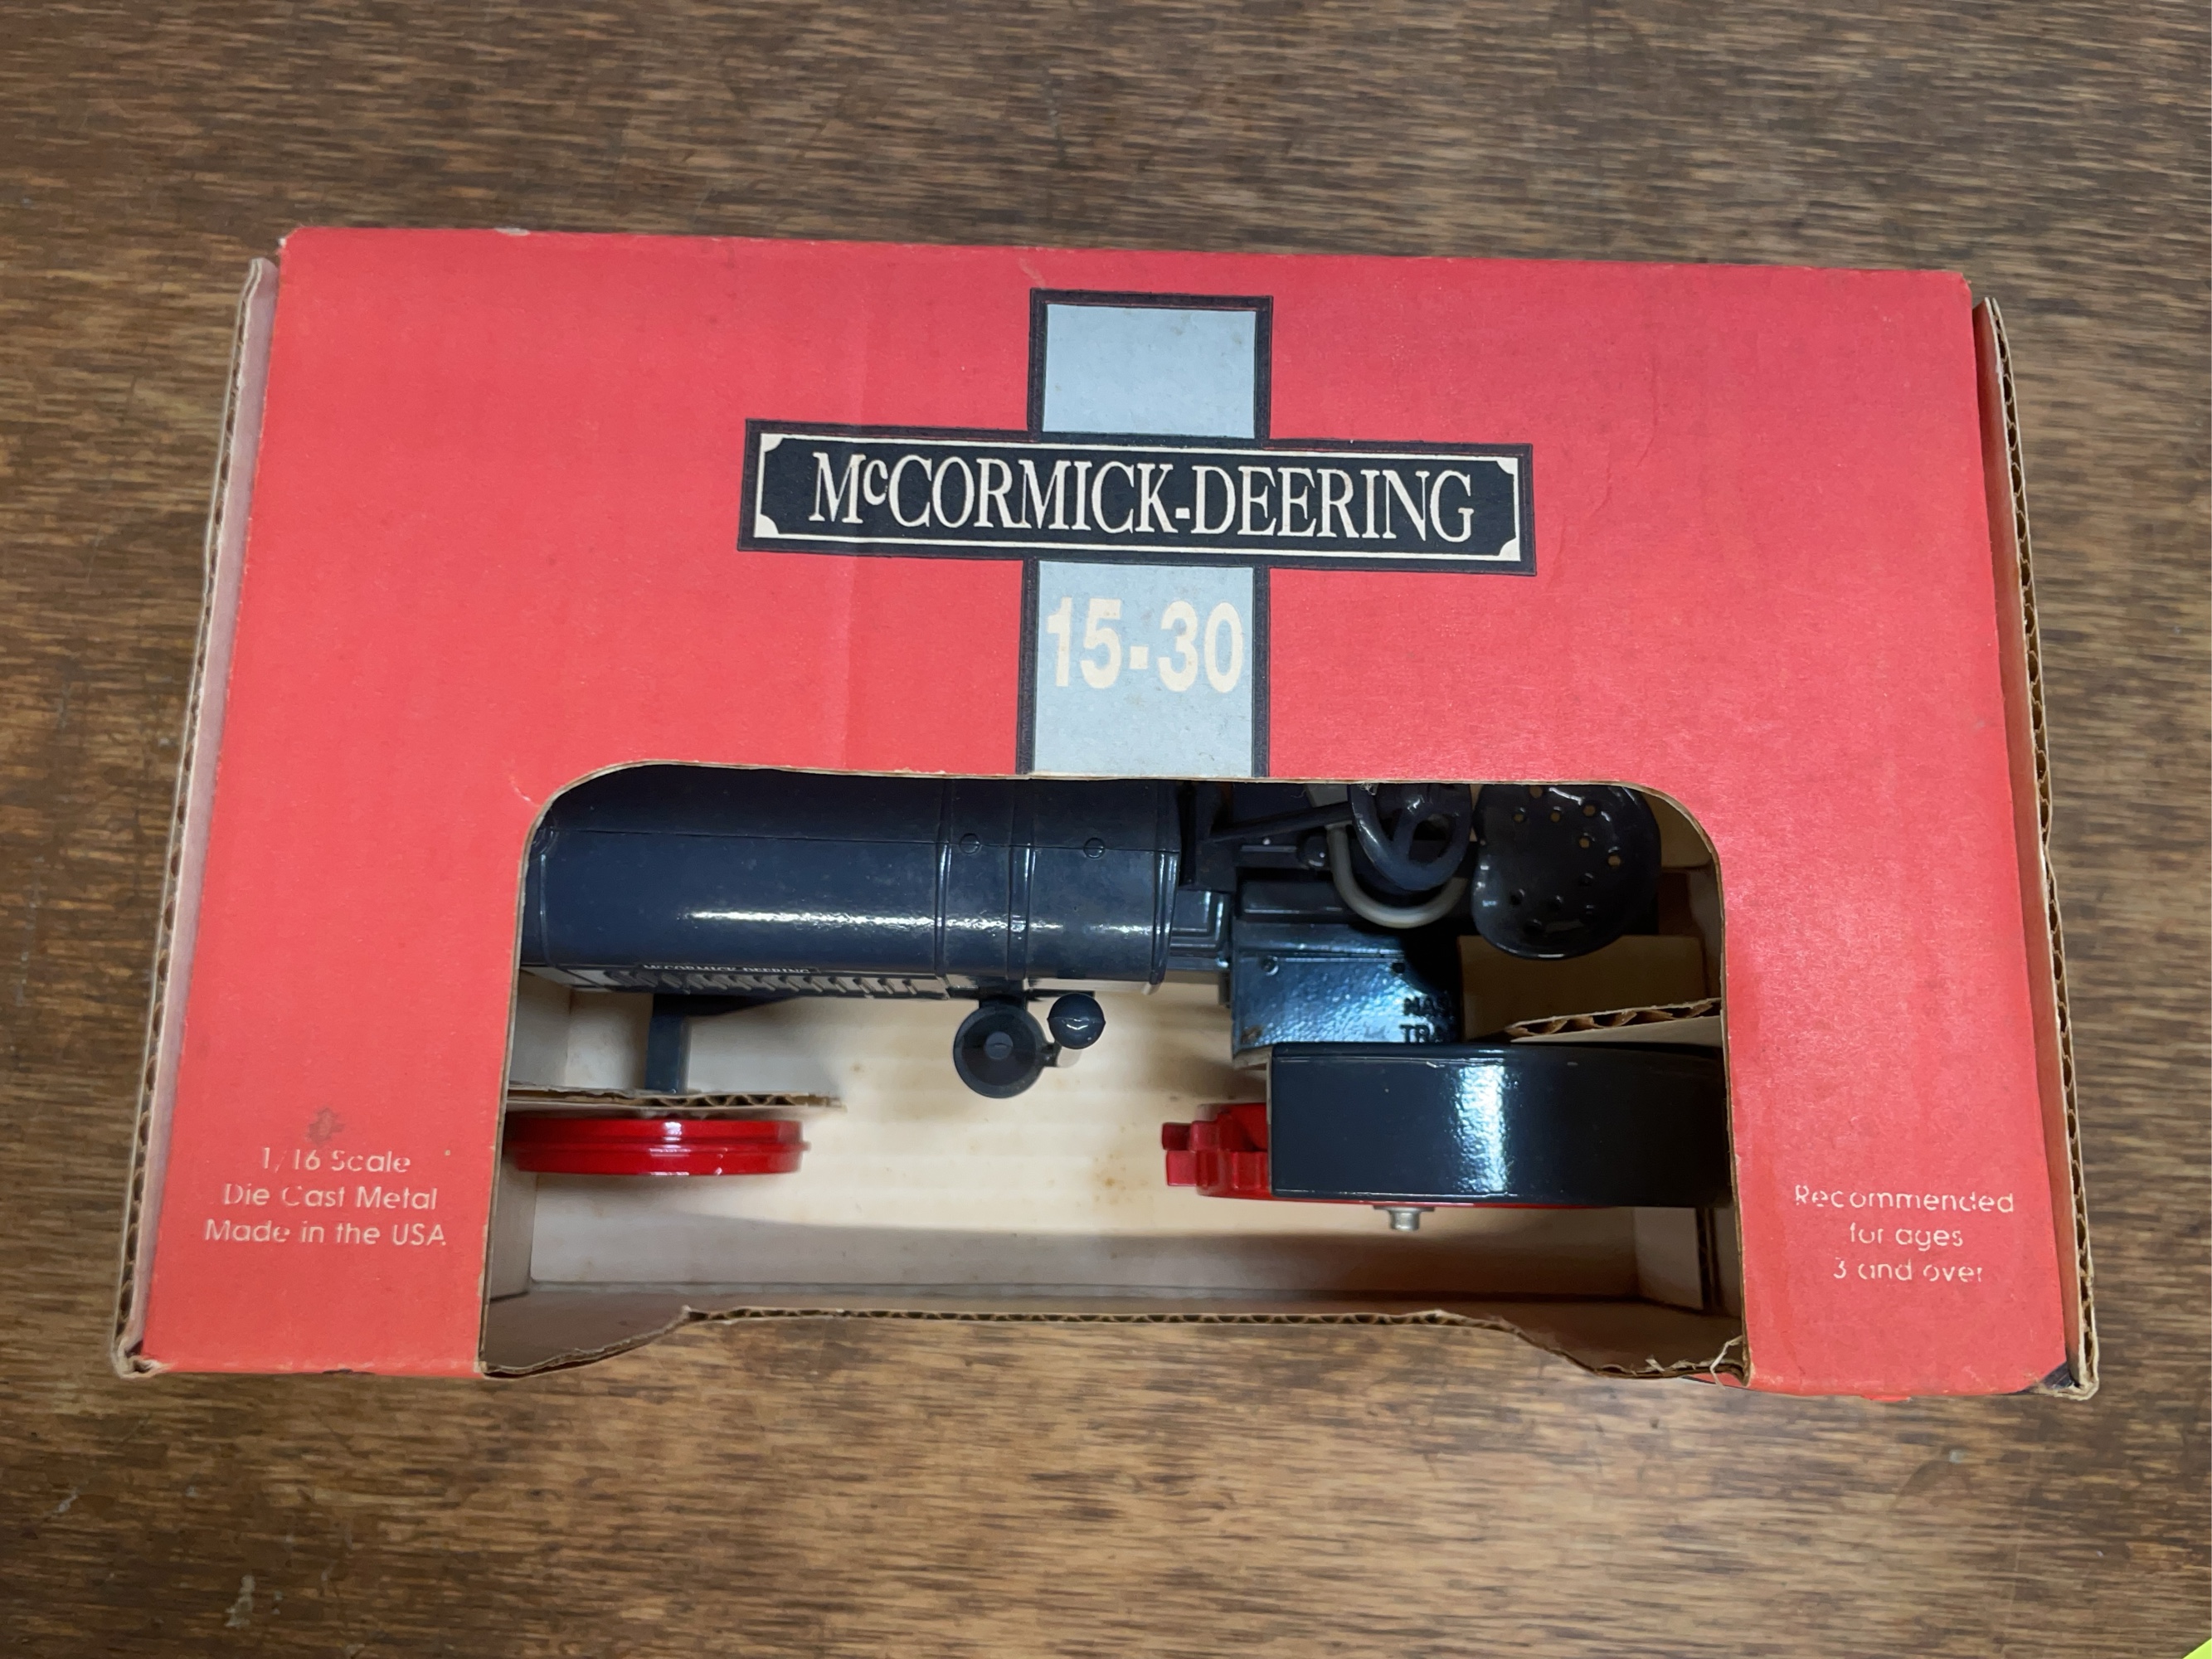 McCORMICK-DEERING
15-30
McCORMICK-DEERING
1/16 Scale
Die Cast Metal
Made in the USA
Recommended
for ages
3 and over